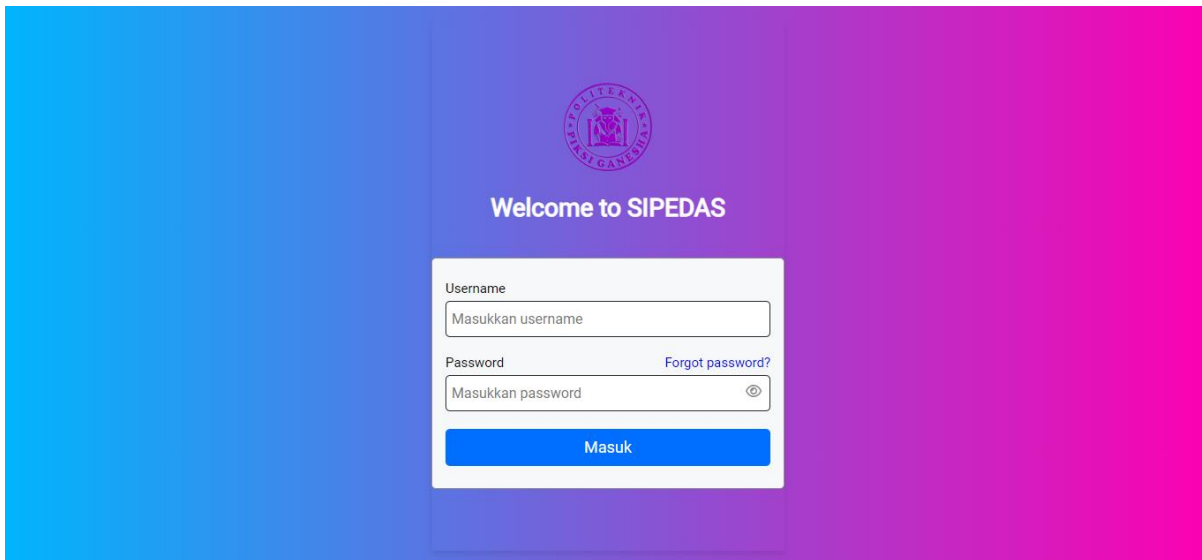 POLITEKNIK
PIKSI GANESHA
Welcome to SIPEDAS
Username
Masukkan username
Password Forgot password?
Masukkan password
Masuk